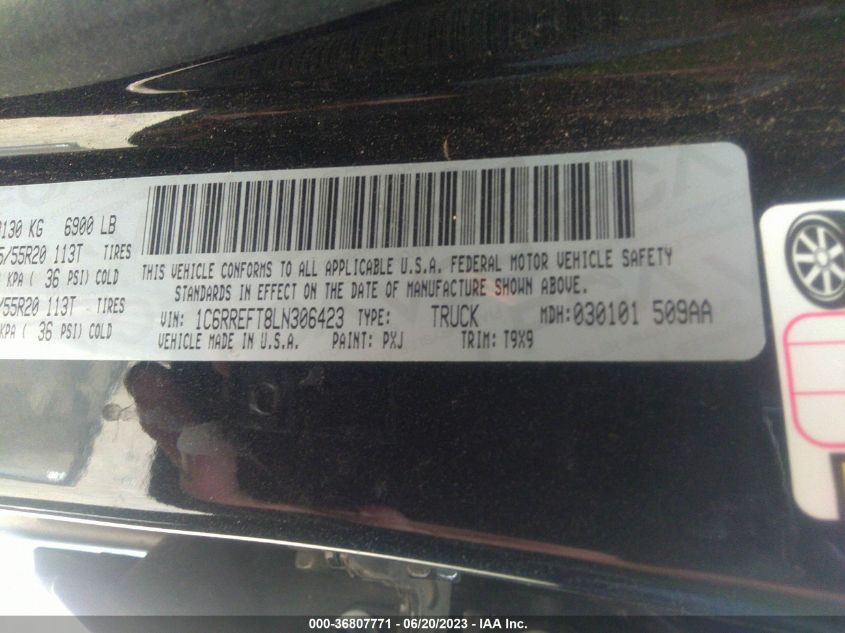 3130 KG 6900 LB
5/55R20 113T TIRES
KPA ( 36 PSI) COLD
/55R20 113T TIRES
KPA ( 36 PSI) COLD
THIS VEHICLE CONFORMS TO ALL APPLICABLE U.S.A. FEDERAL MOTOR VEHICLE SAFETY
STANDARDS IN EFFECT ON THE DATE OF MANUFACTURE SHOWN ABOVE.
VIN: 1C6RREFT8LN306423 TYPE: TRUCK MDH:030101 509AA
VEHICLE MADE IN U.S.A. PAINT: PXJ TRIM: T9X9
000-36807771 - 06/20/2023 - IAA Inc.